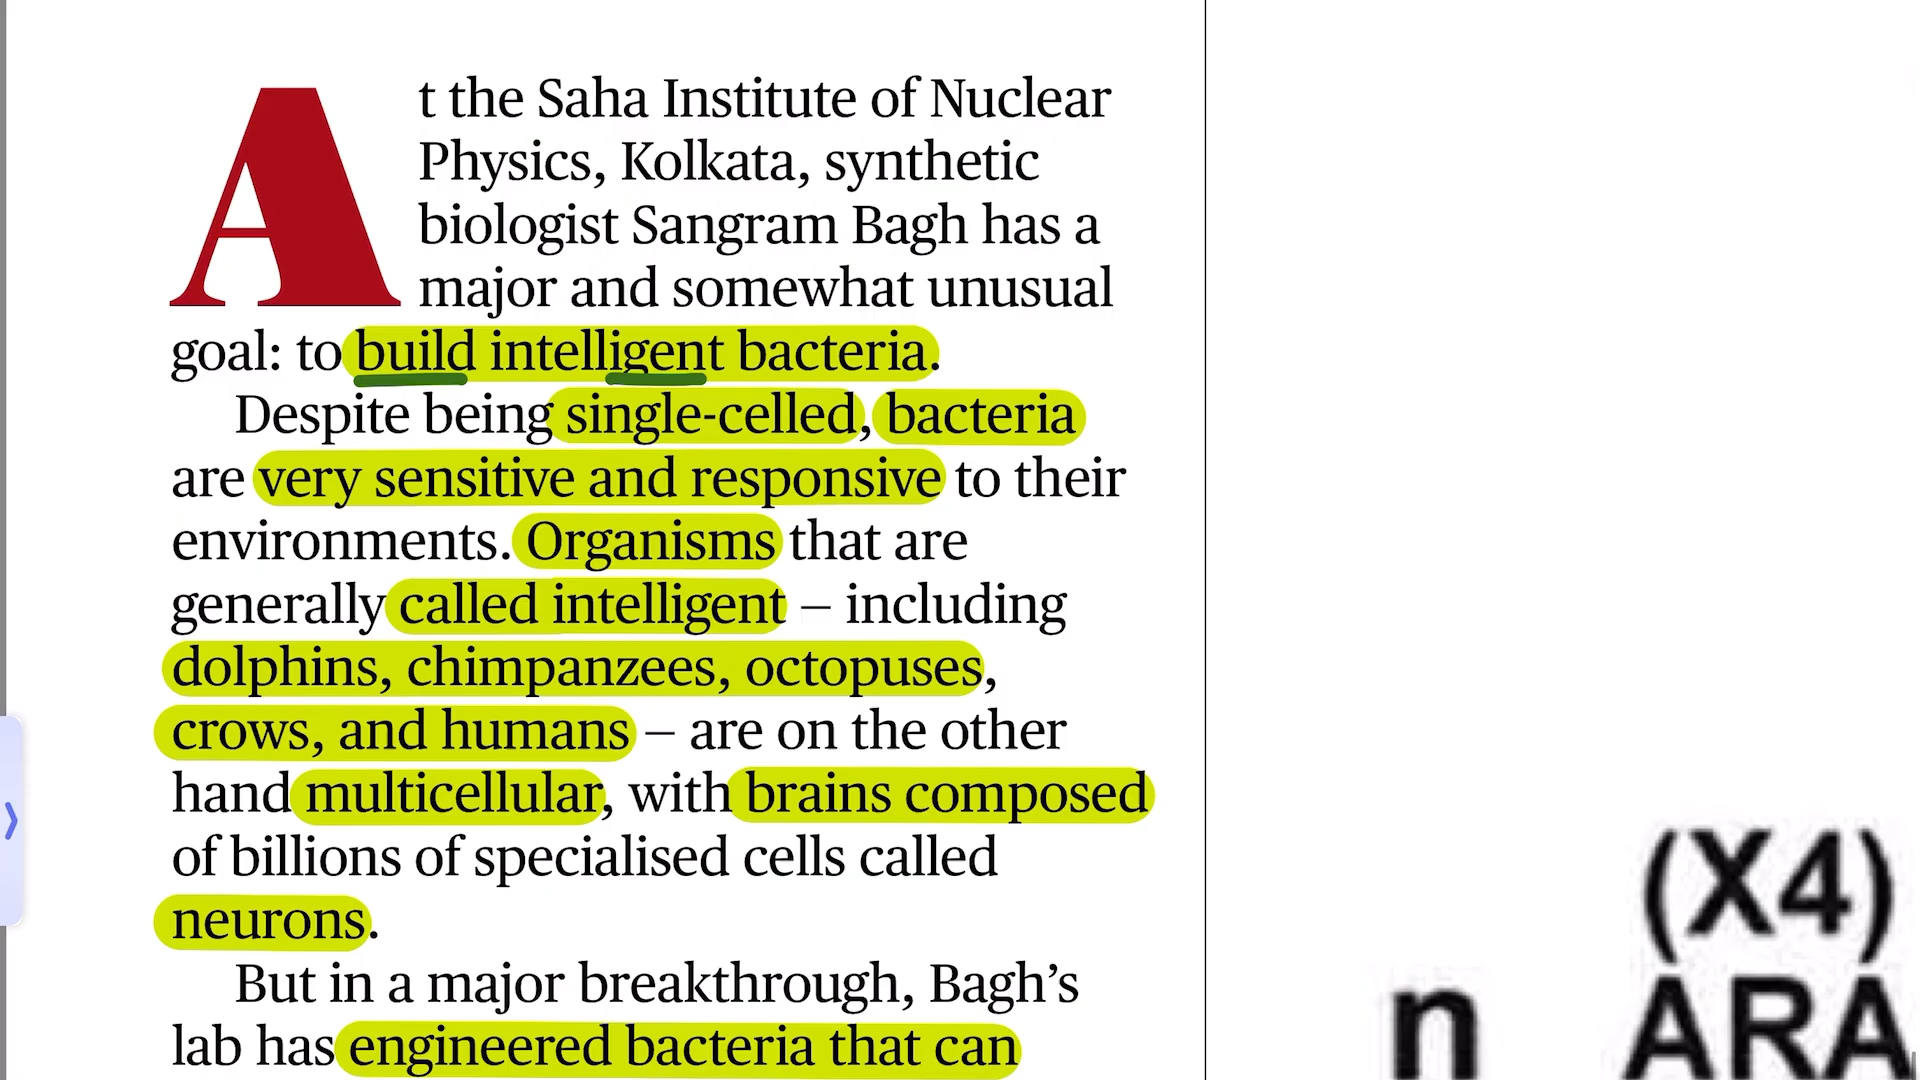 At the Saha Institute of Nuclear
Physics, Kolkata, synthetic
biologist Sangram Bagh has a
major and somewhat unusual
goal: to build intelligent bacteria.
Despite being single-celled, bacteria
are very sensitive and responsive to their
environments. Organisms that are
generally called intelligent – including
dolphins, chimpanzees, octopuses,
crows, and humans – are on the other
hand multicellular, with brains composed
of billions of specialised cells called
neurons.
But in a major breakthrough, Bagh’s
lab has engineered bacteria that can
(X4)
n ARA